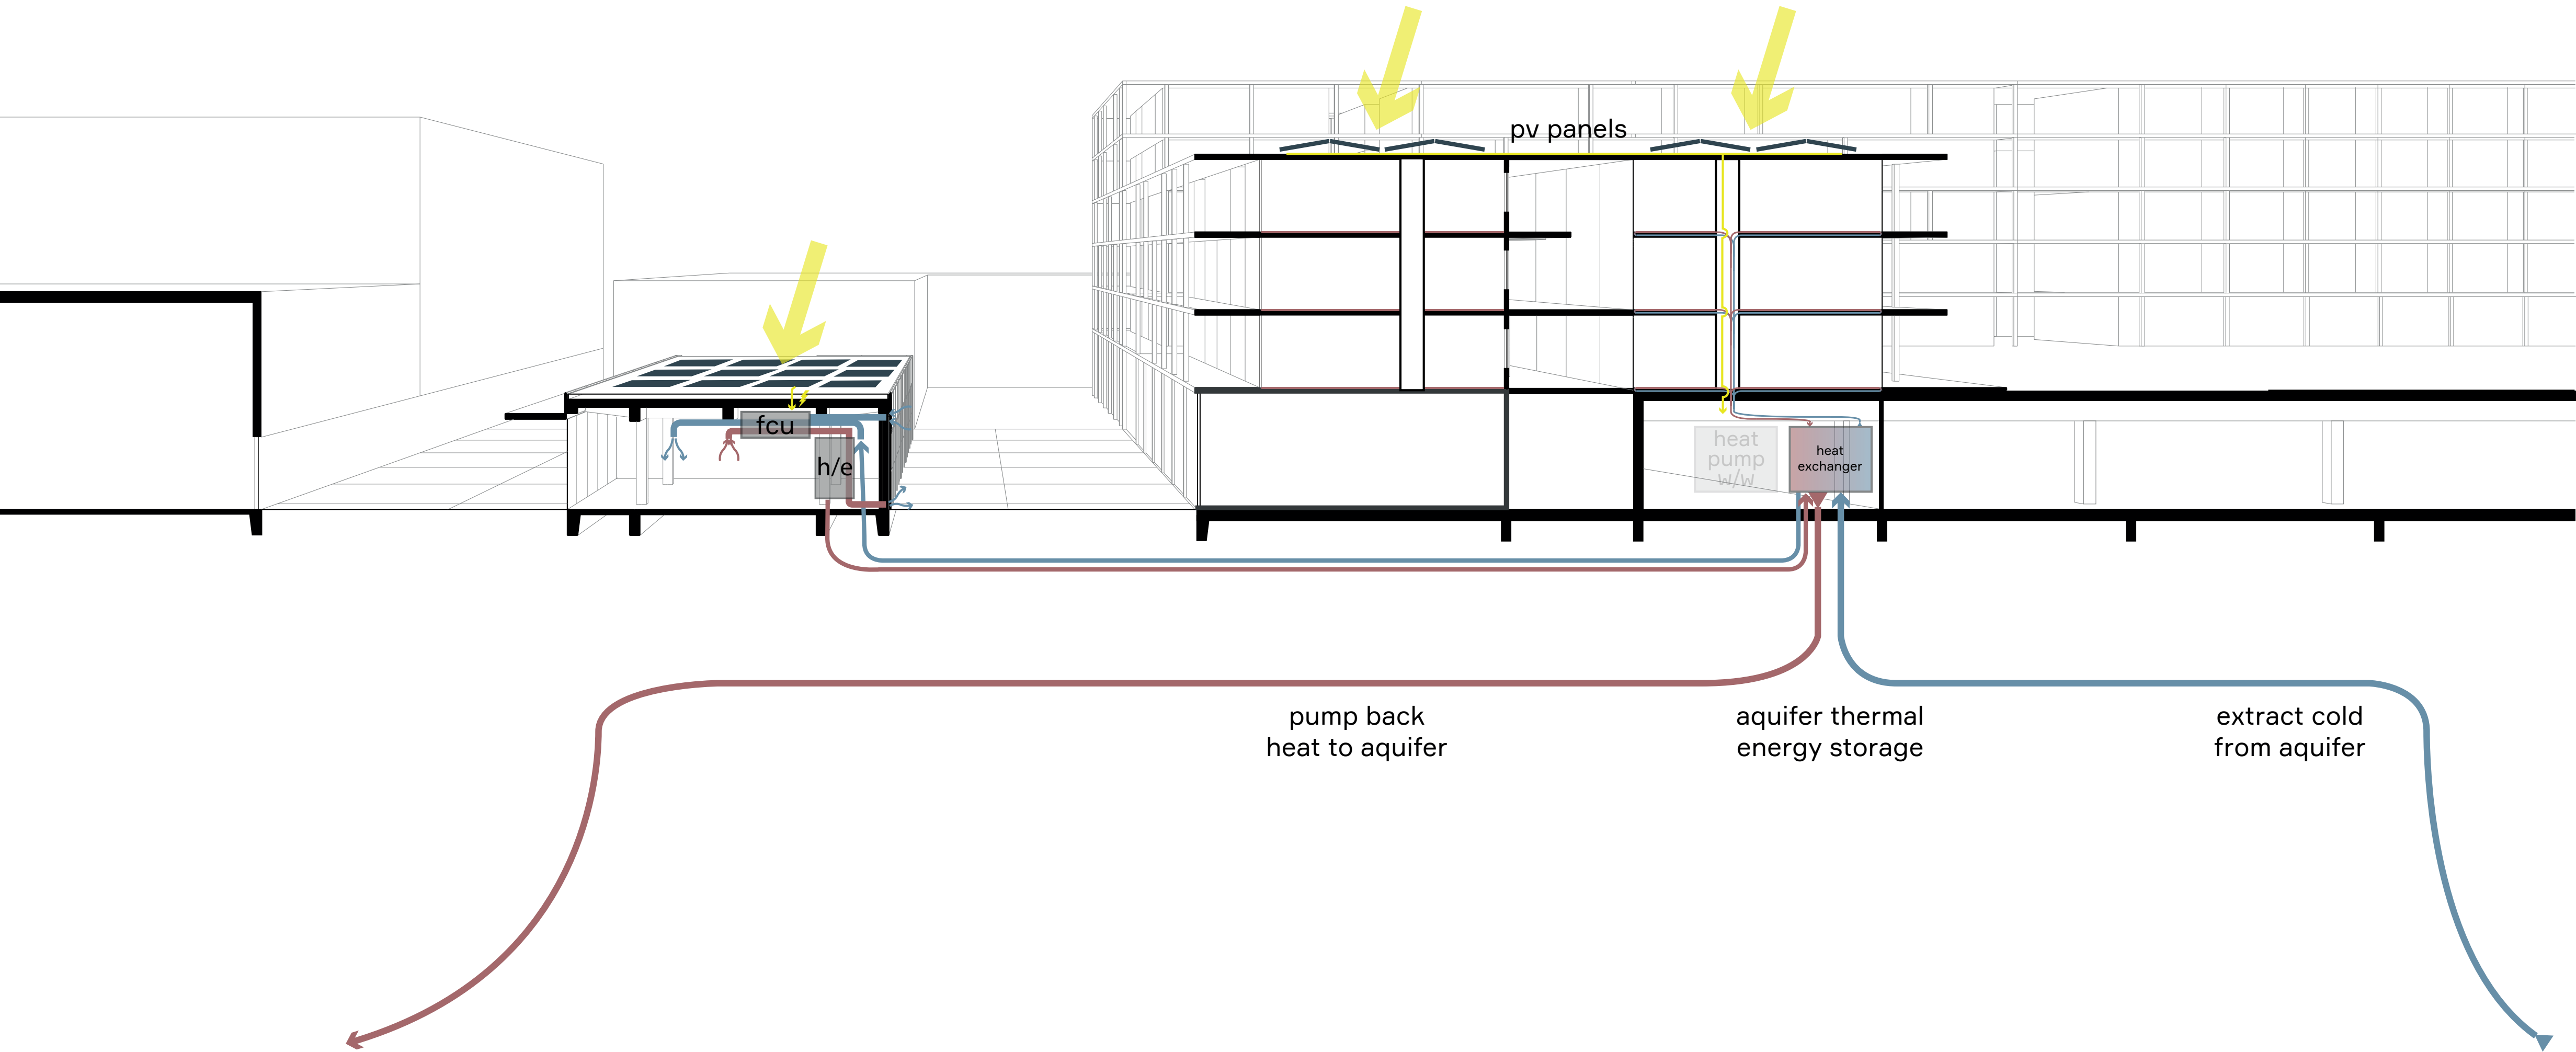 pv panels
fcu
h/e
heat
pump
w/w
heat
exchanger
pump back
heat to aquifer
aquifer thermal
energy storage
extract cold
from aquifer